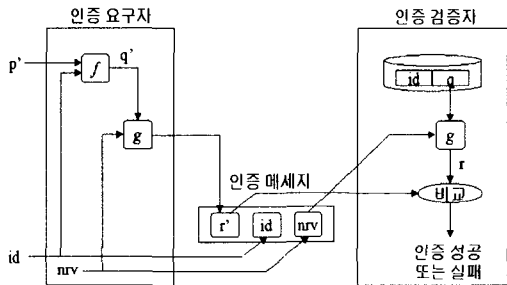 인증 요구자
인증 검증자
p'
f
q'
id
q
g
g
r
인증 메세지
비교
r'
id
nrv
id
nrv
인증 성공
또는 실패